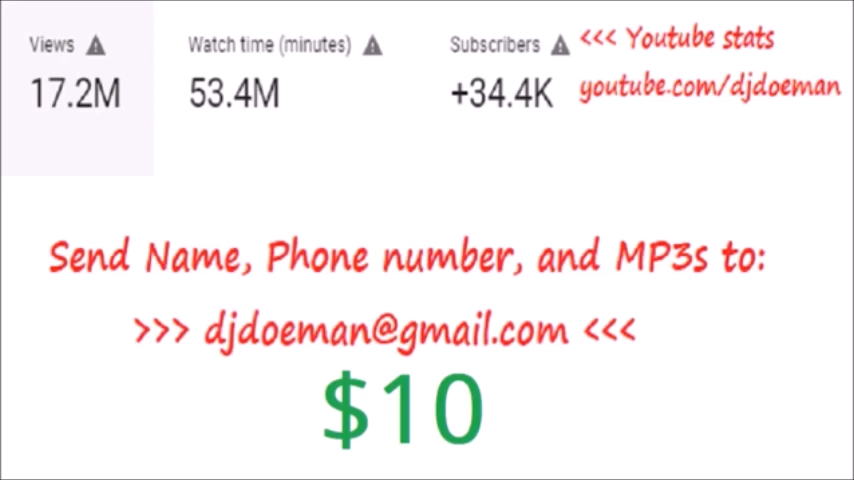 Views Watch time (minutes) Subscribers <<< Youtube stats
17.2M 53.4M +34.4K youtube.com/djdoeman
Send Name, Phone number, and MP3s to:
>>> djdoeman@gmail.com <<<
$10